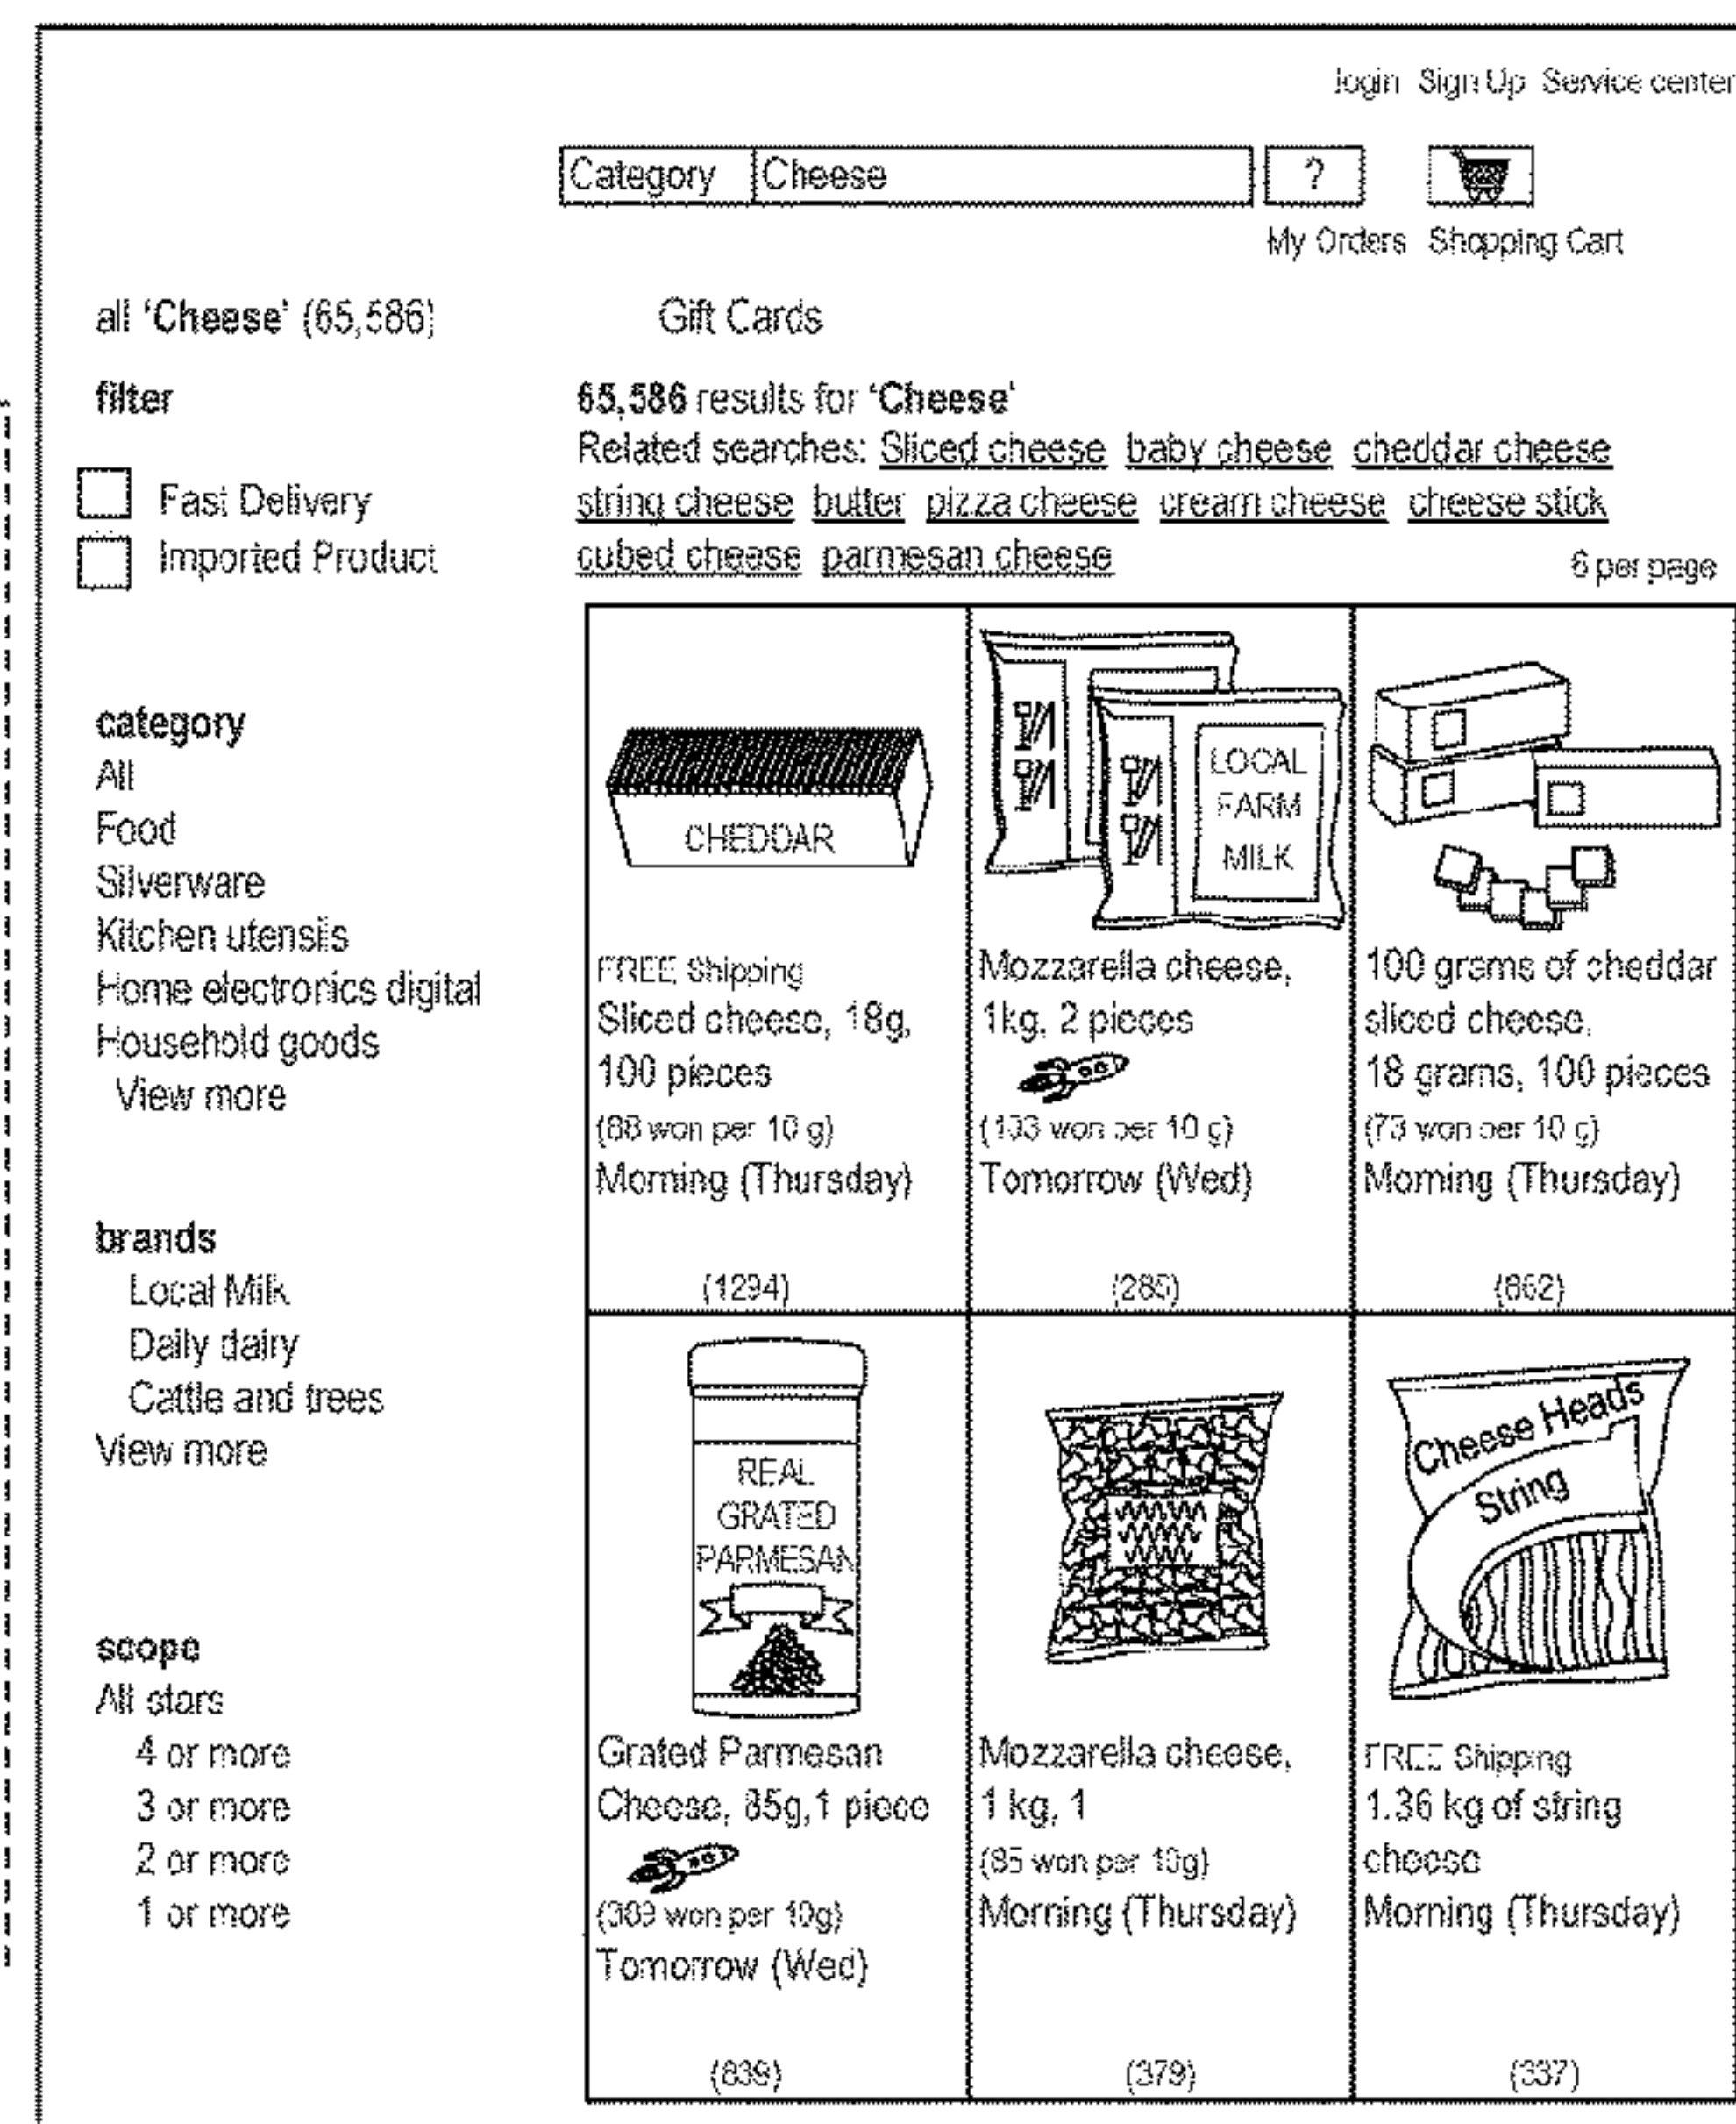 login Sign Up Service center
Category Cheese ?
My Orders Shopping Cart
all 'Cheese' (65,586) Gift Cards
filter
Fast Delivery
Imported Product
category
All
Food
Silverware
Kitchen utensils
Home electronics digital
Household goods
View more
brands
Local Milk
Daily dairy
Cattle and trees
View more
scope
All stars
4 or more
3 or more
2 or more
1 or more
65,586 results for 'Cheese'
Related searches: Sliced cheese baby cheese cheddar cheese
string cheese butter pizza cheese cream cheese cheese stick
cubed cheese parmesan cheese
6 per page
CHEDDAR
FREE Shipping
Sliced cheese, 18g,
100 pieces
(88 won per 10 g)
Morning (Thursday)
(1294)
LOCAL
FARM
MILK
Mozzarella cheese,
1kg, 2 pieces
(103 won per 10 g)
Tomorrow (Wed)
(285)
100 grams of cheddar
sliced cheese,
18 grams, 100 pieces
(73 won per 10 g)
Morning (Thursday)
(862)
REAL
GRATED
PARMESAN
Grated Parmesan
Cheese, 85g,1 piece
(389 won per 10g)
Tomorrow (Wed)
(839)
Mozzarella cheese,
1 kg, 1
(85 won per 10g)
Morning (Thursday)
(379)
Cheese Heads
String
FREE Shipping
1.36 kg of string
cheese
Morning (Thursday)
(337)